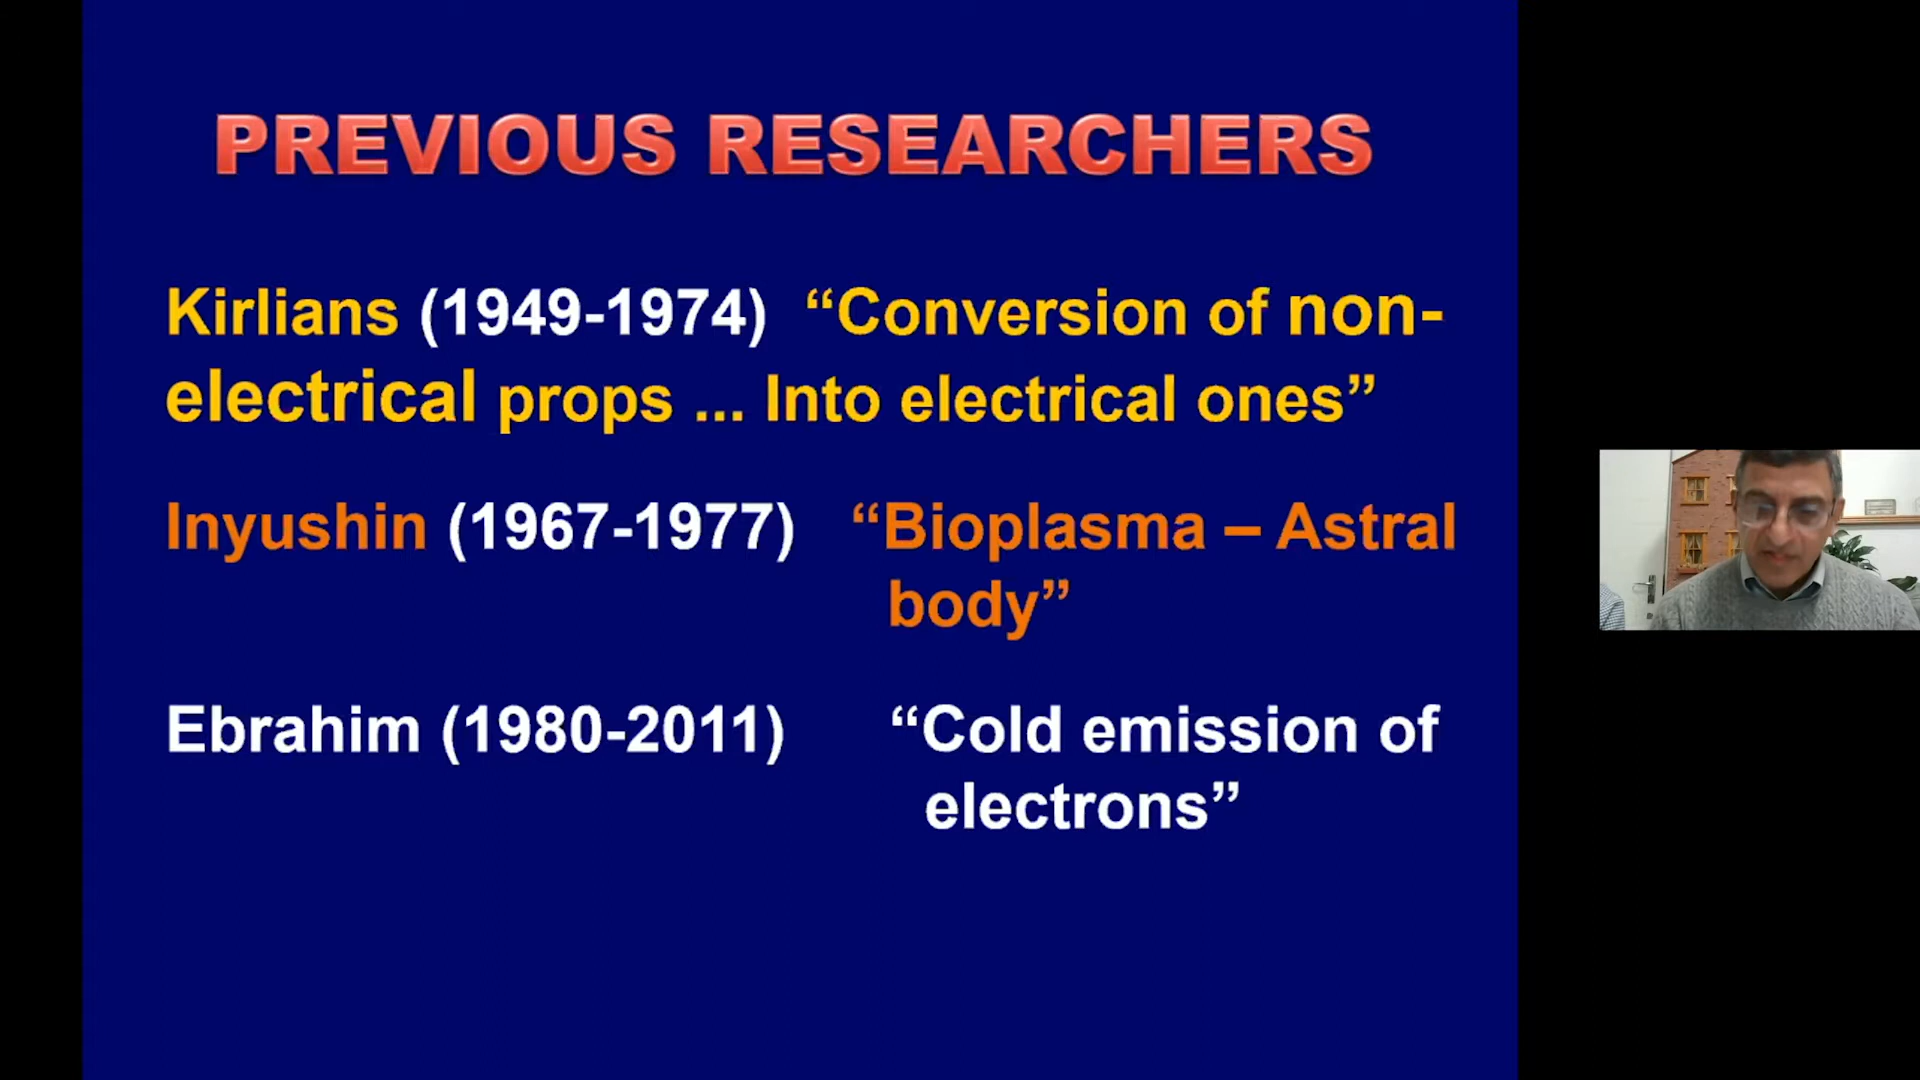 PREVIOUS RESEARCHERS
Kirlians (1949-1974) “Conversion of non-
electrical props ... Into electrical ones”
Inyushin (1967-1977) “Bioplasma – Astral
body”
Ebrahim (1980-2011) “Cold emission of
electrons”